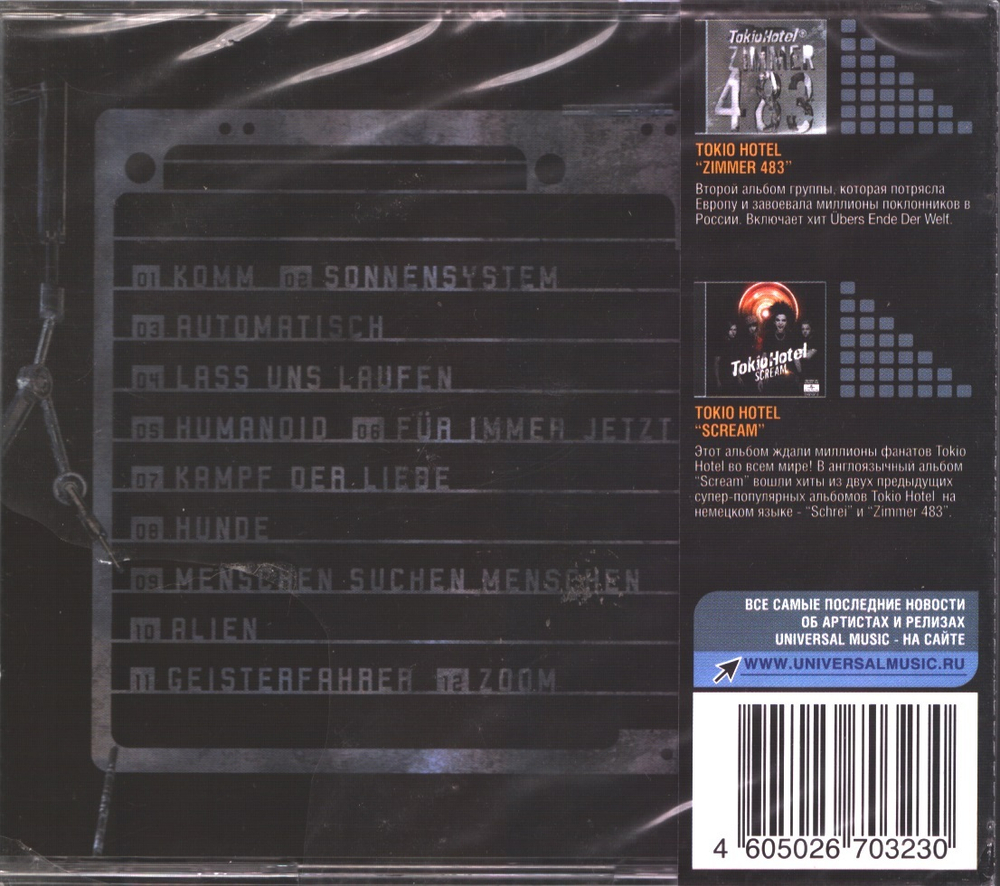 01 KOMM 02 SONNENSYSTEM
03 AUTOMATISCH
04 LASS UNS LAUFEN
05 HUMANOID 06 FÜR IMMER JETZT
07 KAMPF DER LIEBE
08 HUNDE
09 MENSCHEN SUCHEN MENSCHEN
10 ALIEN
11 GEISTERFAHRER 12 ZOOM
TokioHotel
ZIMMER
483
TOKIO HOTEL
“ZIMMER 483”
Второй альбом группы, которая потрясла
Европу и завоевала миллионы поклонников в
России. Включает хит Übers Ende Der Welt.
TokioHotel
SCREAM
TOKIO HOTEL
“SCREAM”
Этот альбом ждали миллионы фанатов Tokio
Hotel во всем мире! В англоязычный альбом
“Scream” вошли хиты из двух предыдущих
супер-популярных альбомов Tokio Hotel на
немецком языке - “Schrei” и “Zimmer 483”.
ВСЕ САМЫЕ ПОСЛЕДНИЕ НОВОСТИ
ОБ АРТИСТАХ И РЕЛИЗАХ
UNIVERSAL MUSIC - НА САЙТЕ
WWW.UNIVERSALMUSIC.RU
4 605026 703230